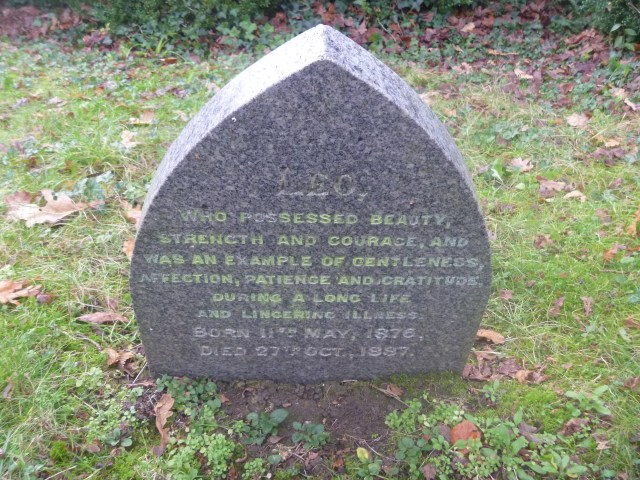 LEO,
WHO POSSESSED BEAUTY,
STRENGTH AND COURAGE, AND
WAS AN EXAMPLE OF GENTLENESS,
AFFECTION, PATIENCE AND GRATITUDE,
DURING A LONG LIFE
AND LINGERING ILLNESS.
BORN 11TH MAY, 1876,
DIED 27TH OCT, 1887.